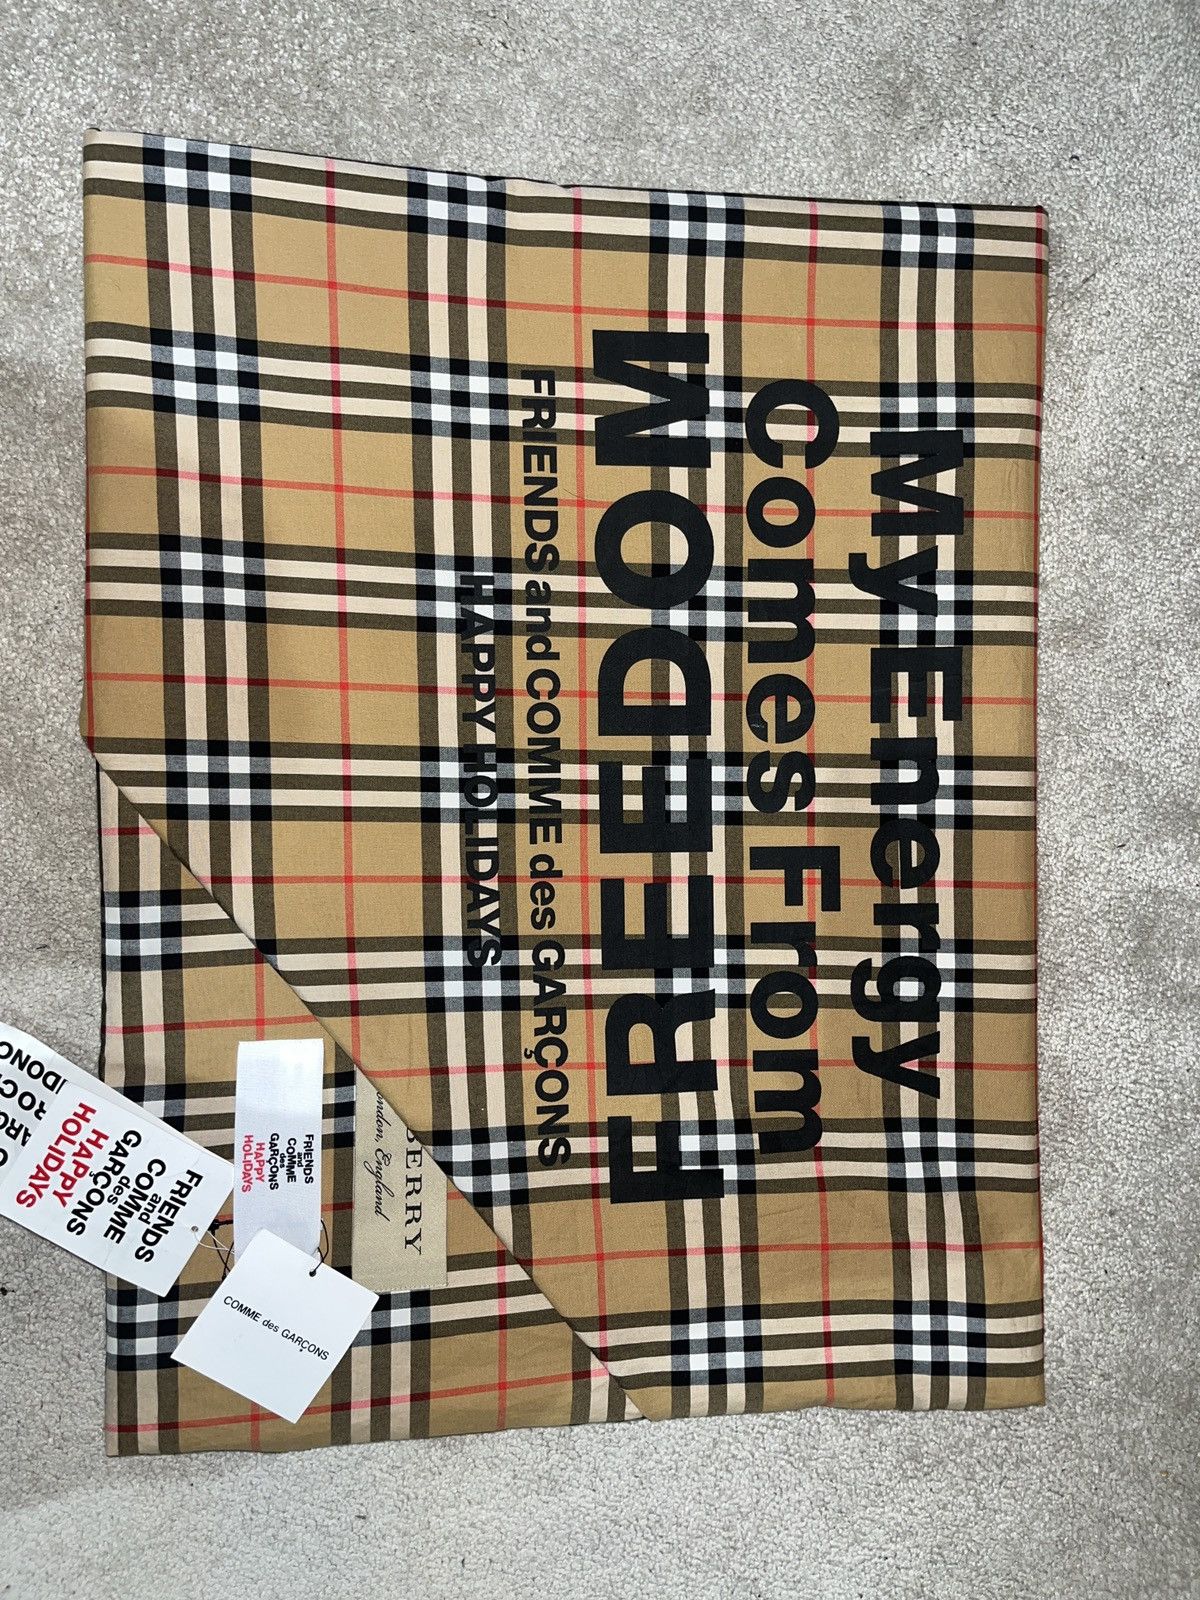 My Energy
Comes From
FREEDOM
FRIENDS and COMME des GARÇONS
HAPPY HOLIDAYS
FRIENDS
and
COMME
des
GARÇONS
HAPPY
HOLIDAYS
FRIENDS
and
COMME
des
GARÇONS
HAPPY
HOLIDAYS
COMME des GARÇONS
BERRY
ondon, England